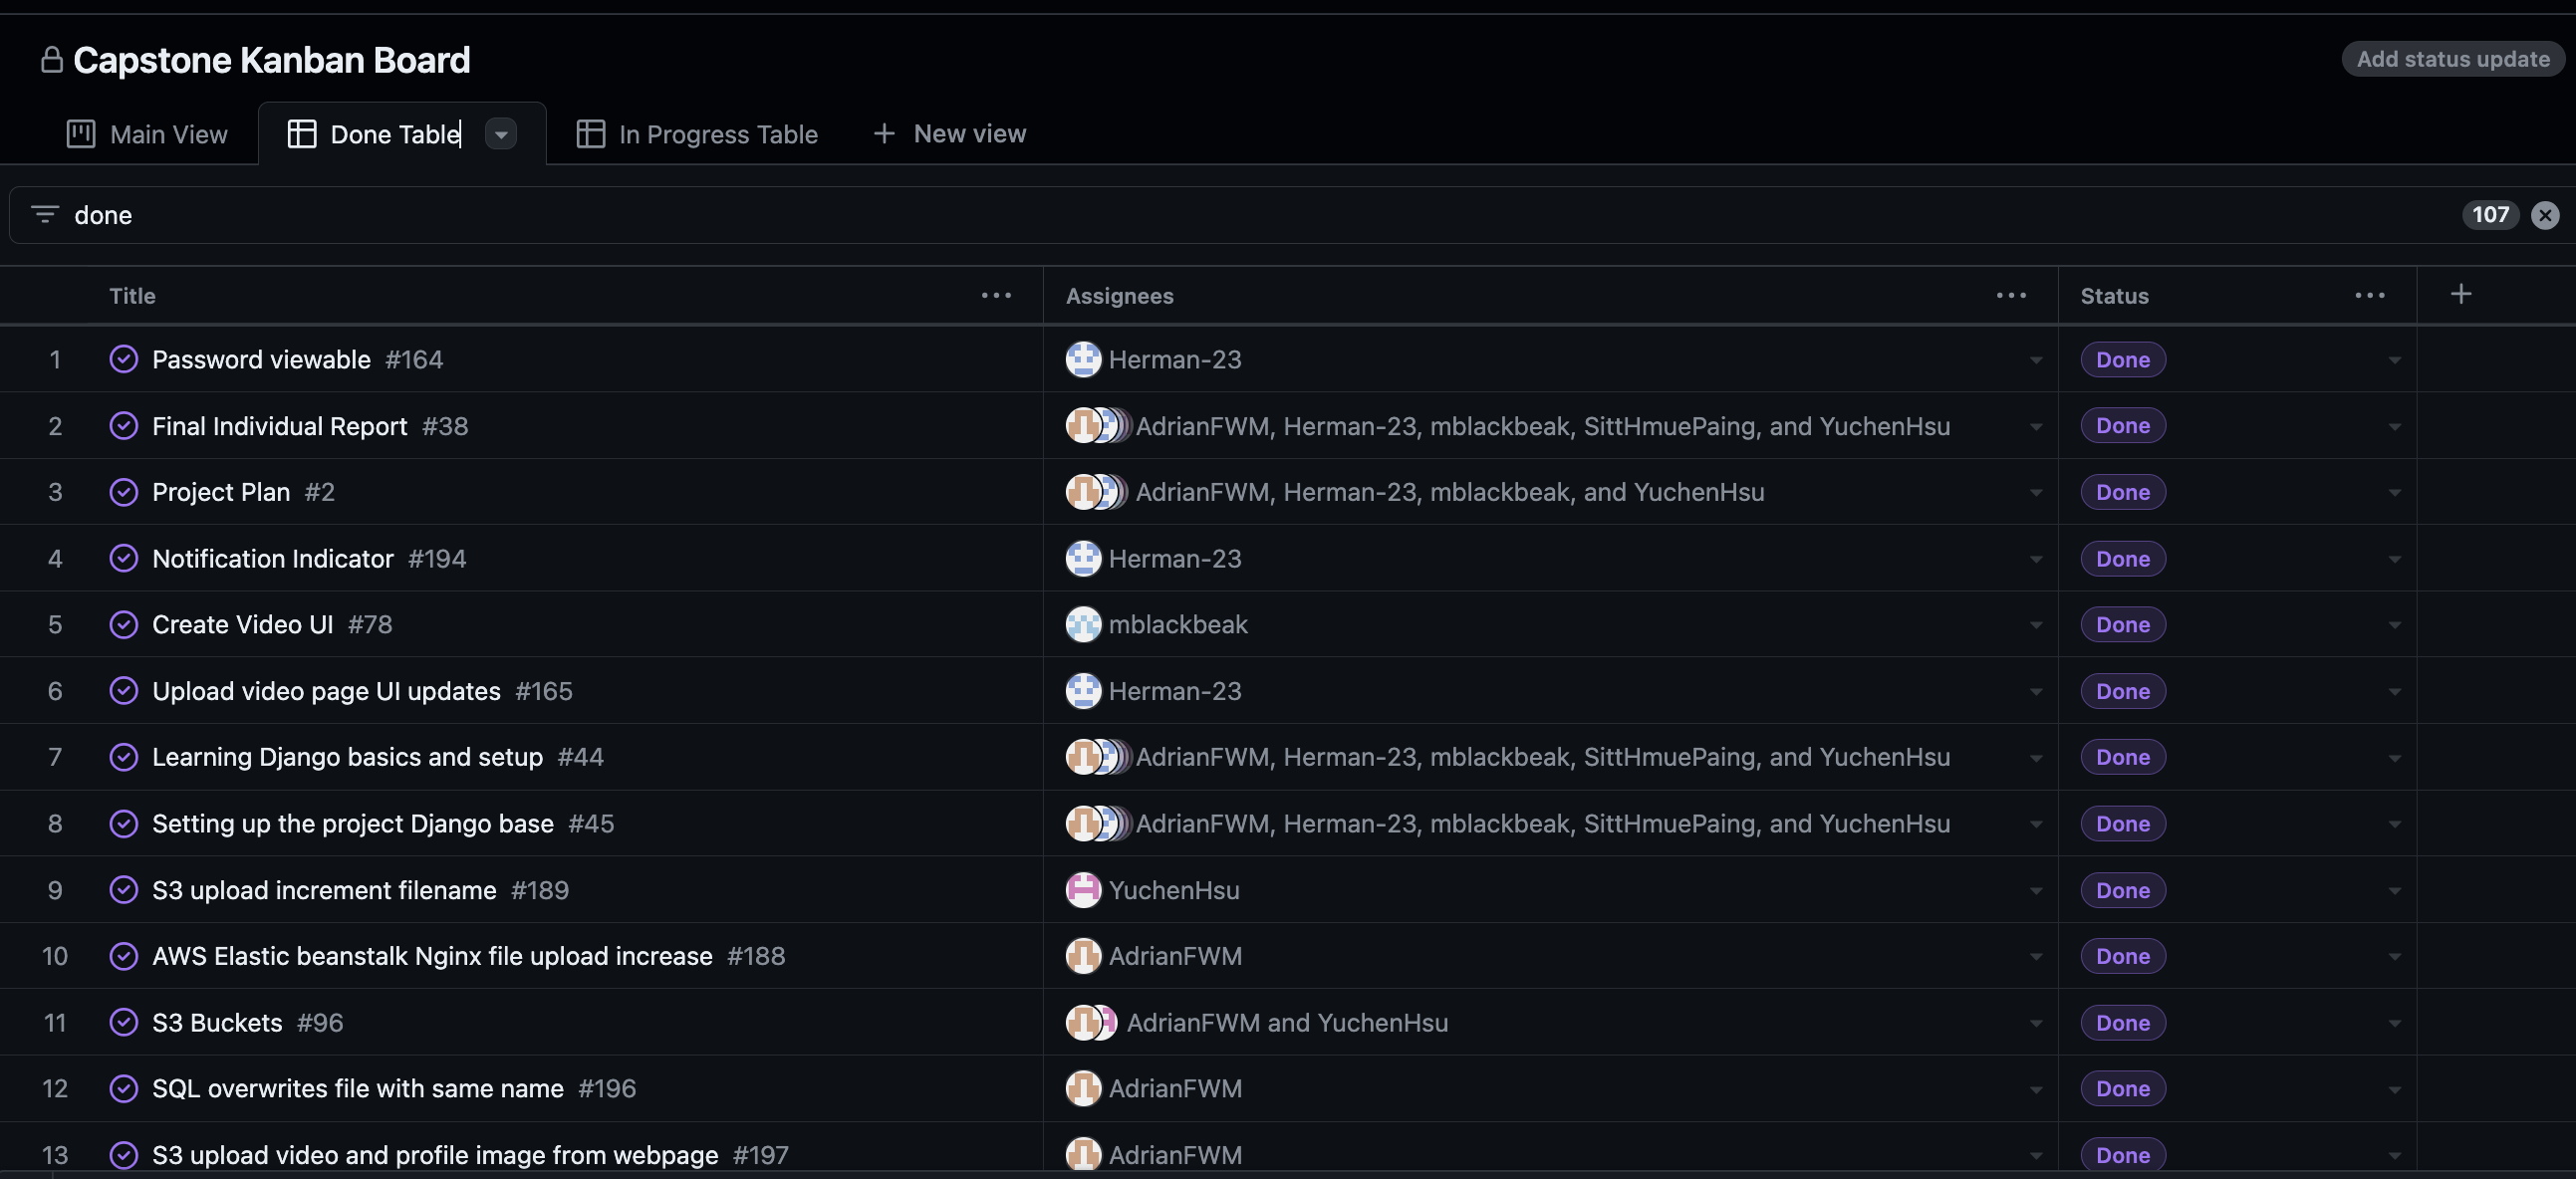 Capstone Kanban Board
Add status update
Main View
Done Table
In Progress Table
+ New view
done
107
Title ... Assignees ... Status ... +
1 Password viewable #164 Herman-23 Done
2 Final Individual Report #38 AdrianFWM, Herman-23, mblackbeak, SittHmuePaing, and YuchenHsu Done
3 Project Plan #2 AdrianFWM, Herman-23, mblackbeak, and YuchenHsu Done
4 Notification Indicator #194 Herman-23 Done
5 Create Video UI #78 mblackbeak Done
6 Upload video page UI updates #165 Herman-23 Done
7 Learning Django basics and setup #44 AdrianFWM, Herman-23, mblackbeak, SittHmuePaing, and YuchenHsu Done
8 Setting up the project Django base #45 AdrianFWM, Herman-23, mblackbeak, SittHmuePaing, and YuchenHsu Done
9 S3 upload increment filename #189 YuchenHsu Done
10 AWS Elastic beanstalk Nginx file upload increase #188 AdrianFWM Done
11 S3 Buckets #96 AdrianFWM and YuchenHsu Done
12 SQL overwrites file with same name #196 AdrianFWM Done
13 S3 upload video and profile image from webpage #197 AdrianFWM Done